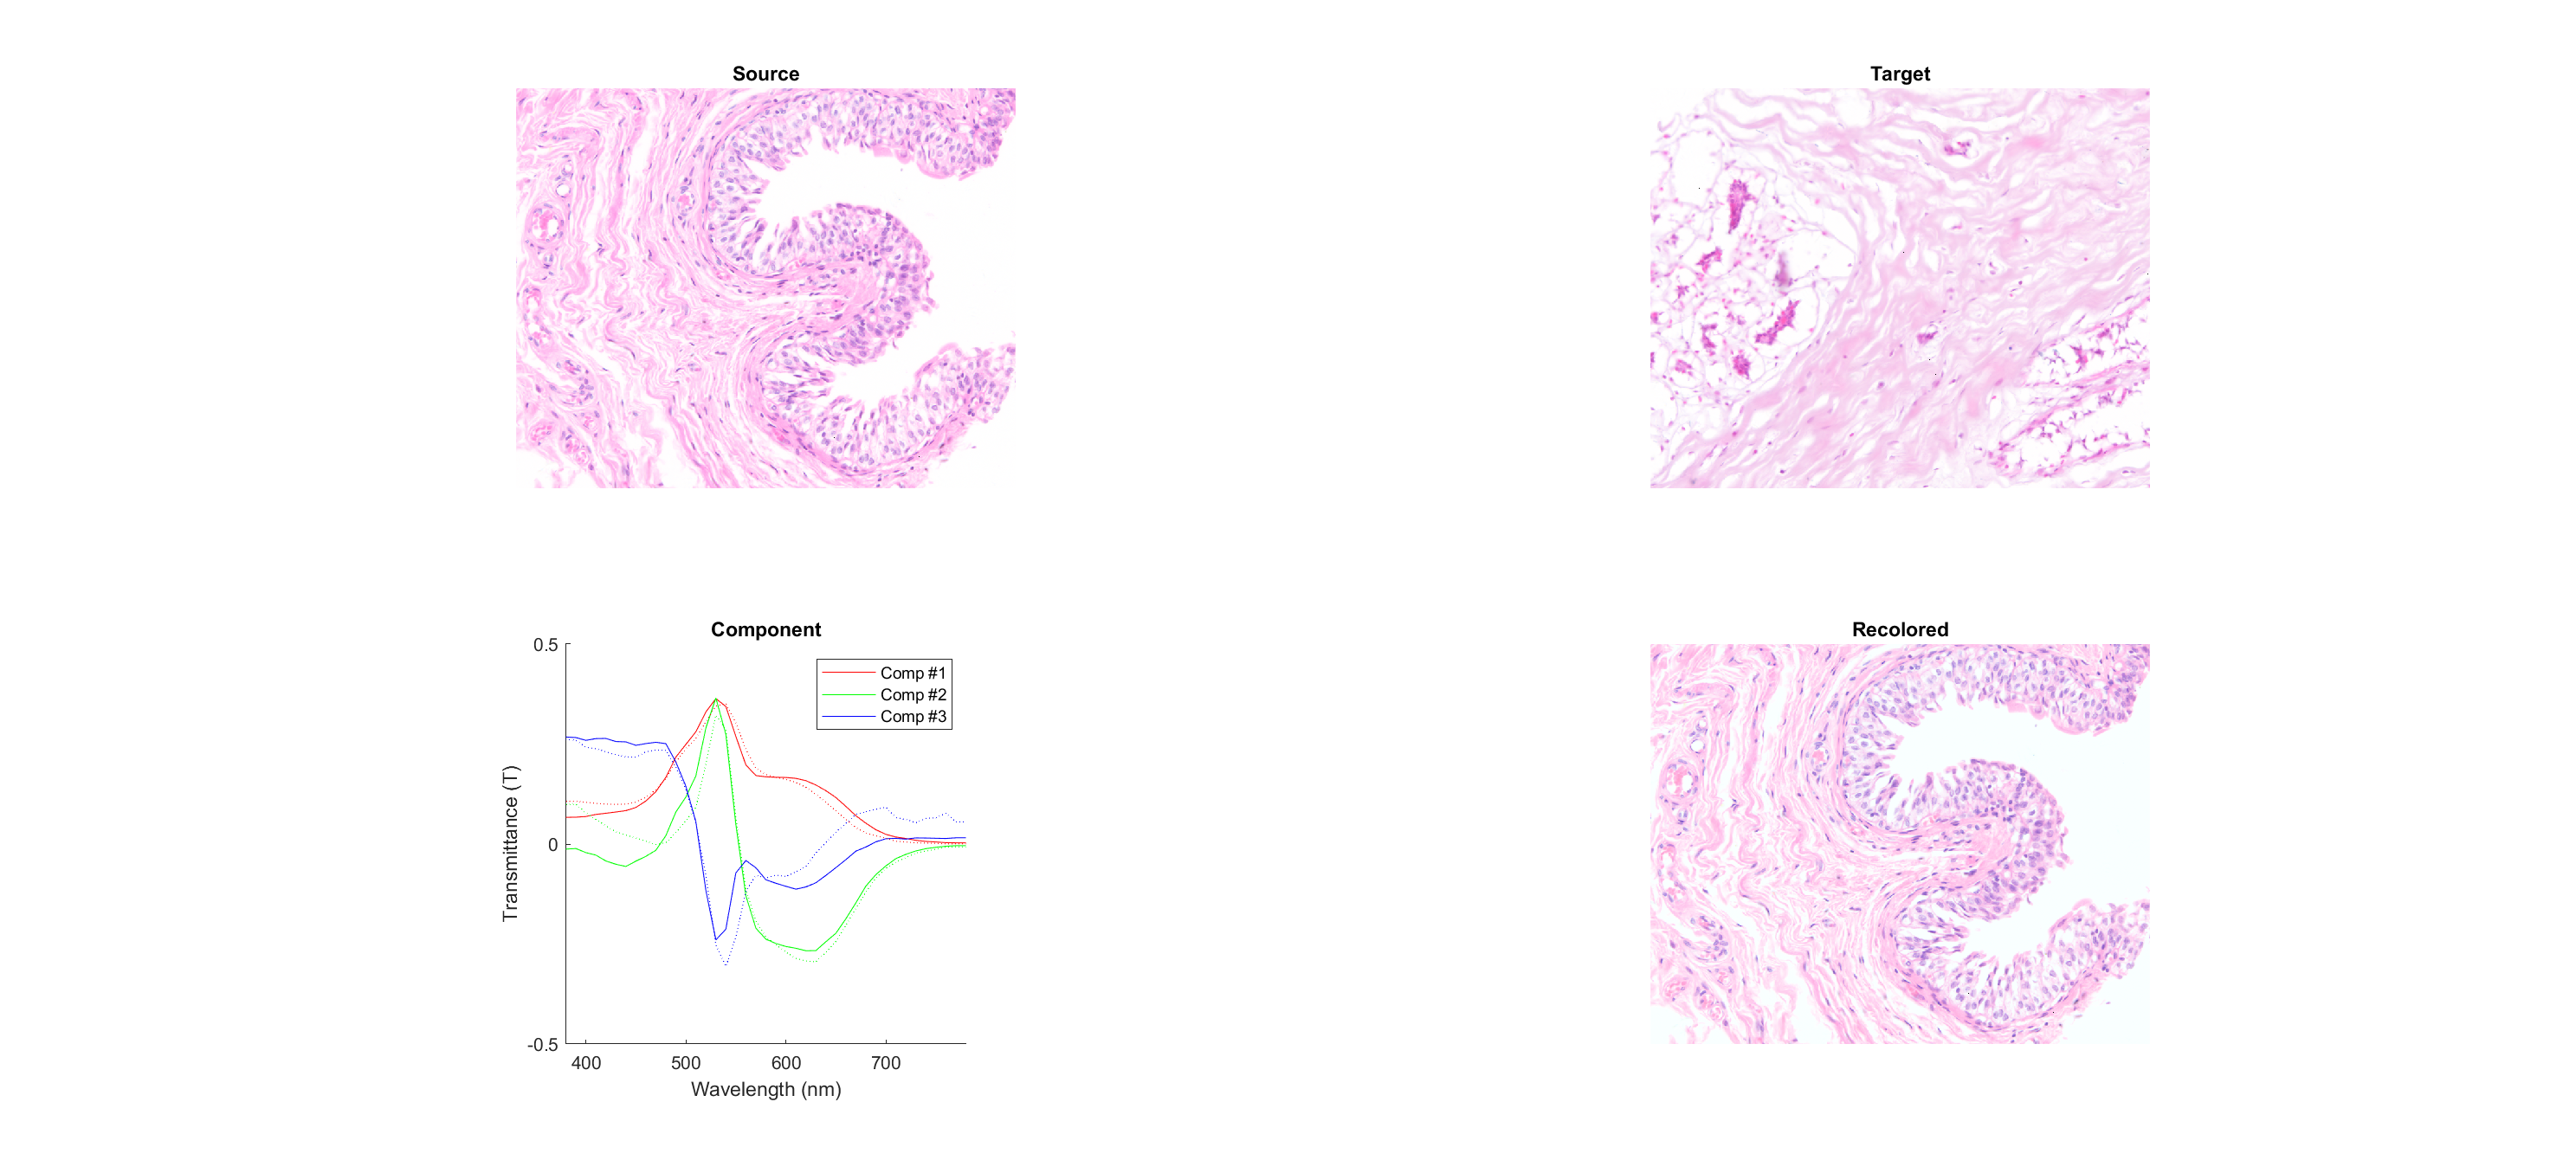 Source
Target
Component
0.5
0
-0.5
400 500 600 700
Transmittance (T)
Wavelength (nm)
Comp #1
Comp #2
Comp #3
Recolored